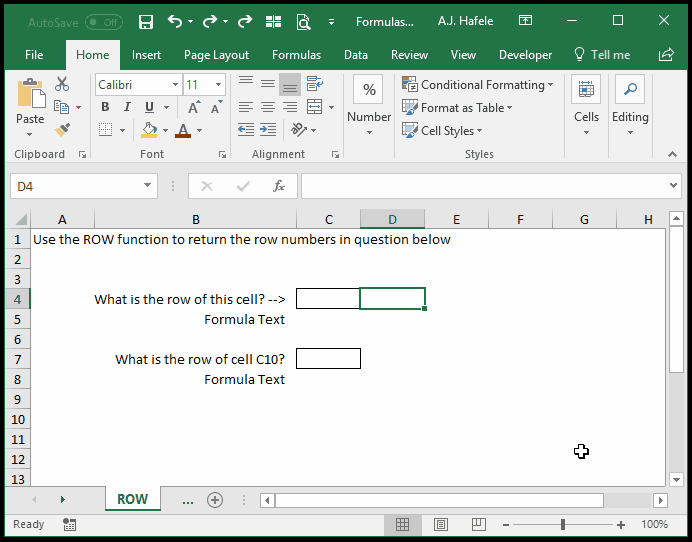 AutoSave Off Formulas... A.J. Hafele
File Home Insert Page Layout Formulas Data Review View Developer Tell me
Paste
Clipboard
Calibri 11
B I U A A
A
Font
ab
Alignment
%
Number
Conditional Formatting
Format as Table
Cell Styles
Styles
Cells
Editing
D4 fx
A B C D E F G H
1 Use the ROW function to return the row numbers in question below
2
3
4 What is the row of this cell? -->
5 Formula Text
6
7 What is the row of cell C10?
8 Formula Text
9
10
11
12
13
ROW ...
Ready 100%